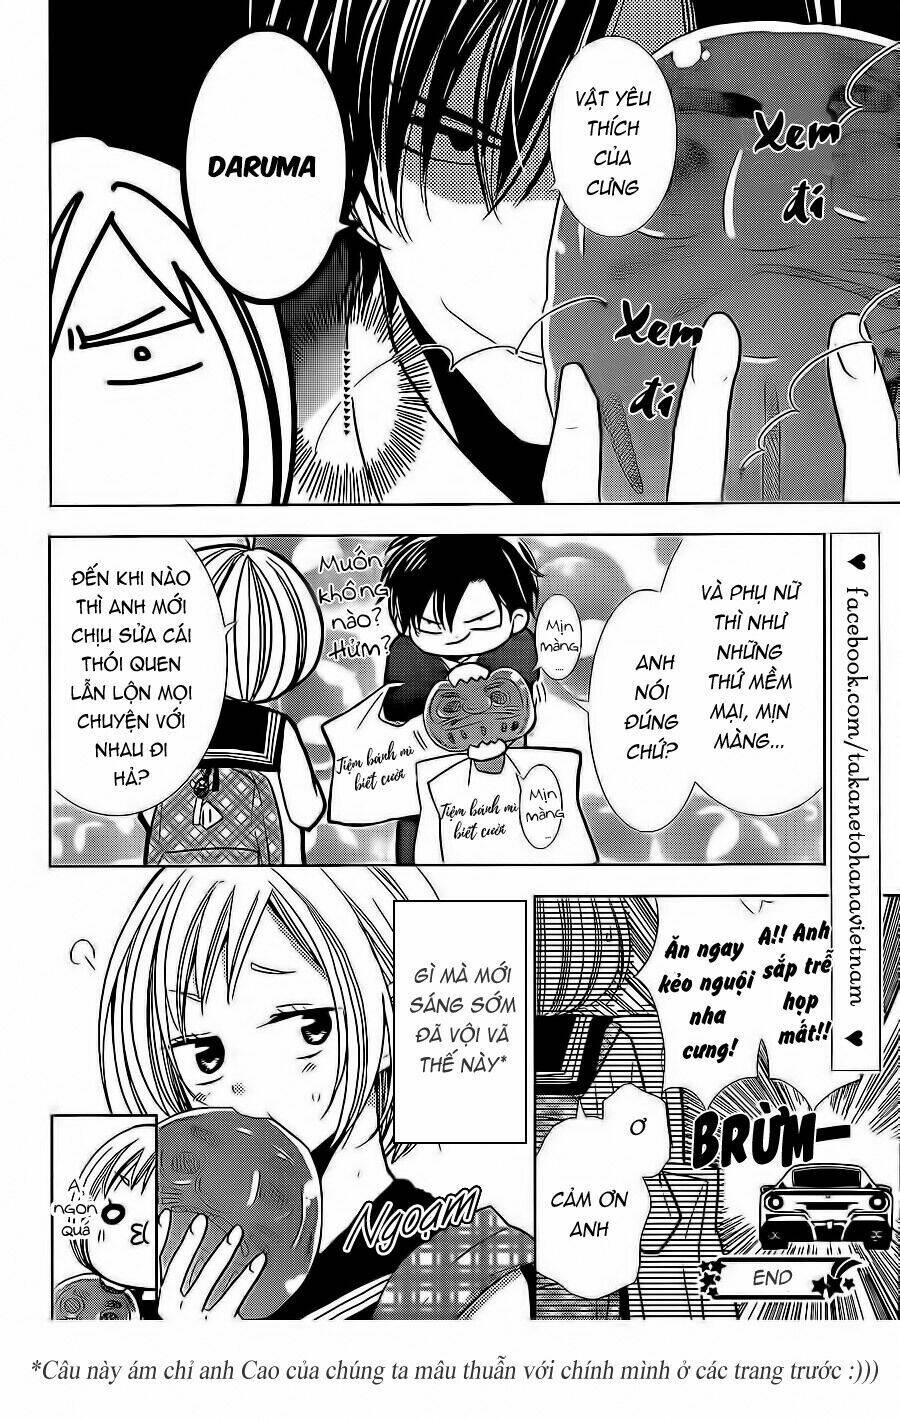 VẬT YÊU
THÍCH
CỦA
CƯNG
Xem
đi
Xem
đi
DARUMA
VÀ PHỤ NỮ
THÌ NHƯ
NHỮNG
THỨ MỀM
MẠI, MỊN
MÀNG...
ANH
NÓI
ĐÚNG
CHỨ?
Mịn
màng
...
Mịn
màng
...
Muốn
không
nào?
Hửm?
Tiệm bánh mì
biết cười
Tiệm bánh mì
biết cười
ĐẾN KHI NÀO
THÌ ANH MỚI
CHỊU SỬA CÁI
THÓI QUEN
LẪN LỘN MỌI
CHUYỆN VỚI
NHAU ĐI
HẢ?
♥ facebook.com/takanetohanavietnam ♥
A!! Anh
sắp trễ
họp
mất!!
Ăn ngay
kẻo nguội
nha
cưng!
BRỪM—
Ơ
CẢM ƠN
ANH
END
GÌ MÀ MỚI
SÁNG SỚM
ĐÃ VỘI VÃ
THẾ NÀY*
Ngoạm
A
ngon
quá
*Câu này ám chỉ anh Cao của chúng ta mâu thuẫn với chính mình ở các trang trước :)))